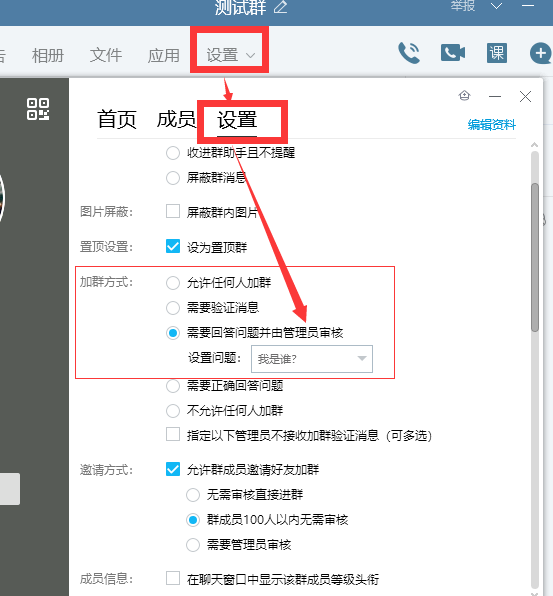 测试群
举报
告 相册 文件 应用 设置
课
首页 成员 设置
编辑资料
收进群助手且不提醒
屏蔽群消息
图片屏蔽： 屏蔽群内图片
置顶设置： 设为置顶群
加群方式： 允许任何人加群
需要验证消息
需要回答问题并由管理员审核
设置问题： 我是谁?
需要正确回答问题
不允许任何人加群
指定以下管理员不接收加群验证消息（可多选）
邀请方式： 允许群成员邀请好友加群
无需审核直接进群
群成员100人以内无需审核
需要管理员审核
成员信息： 在聊天窗口中显示该群成员等级头衔